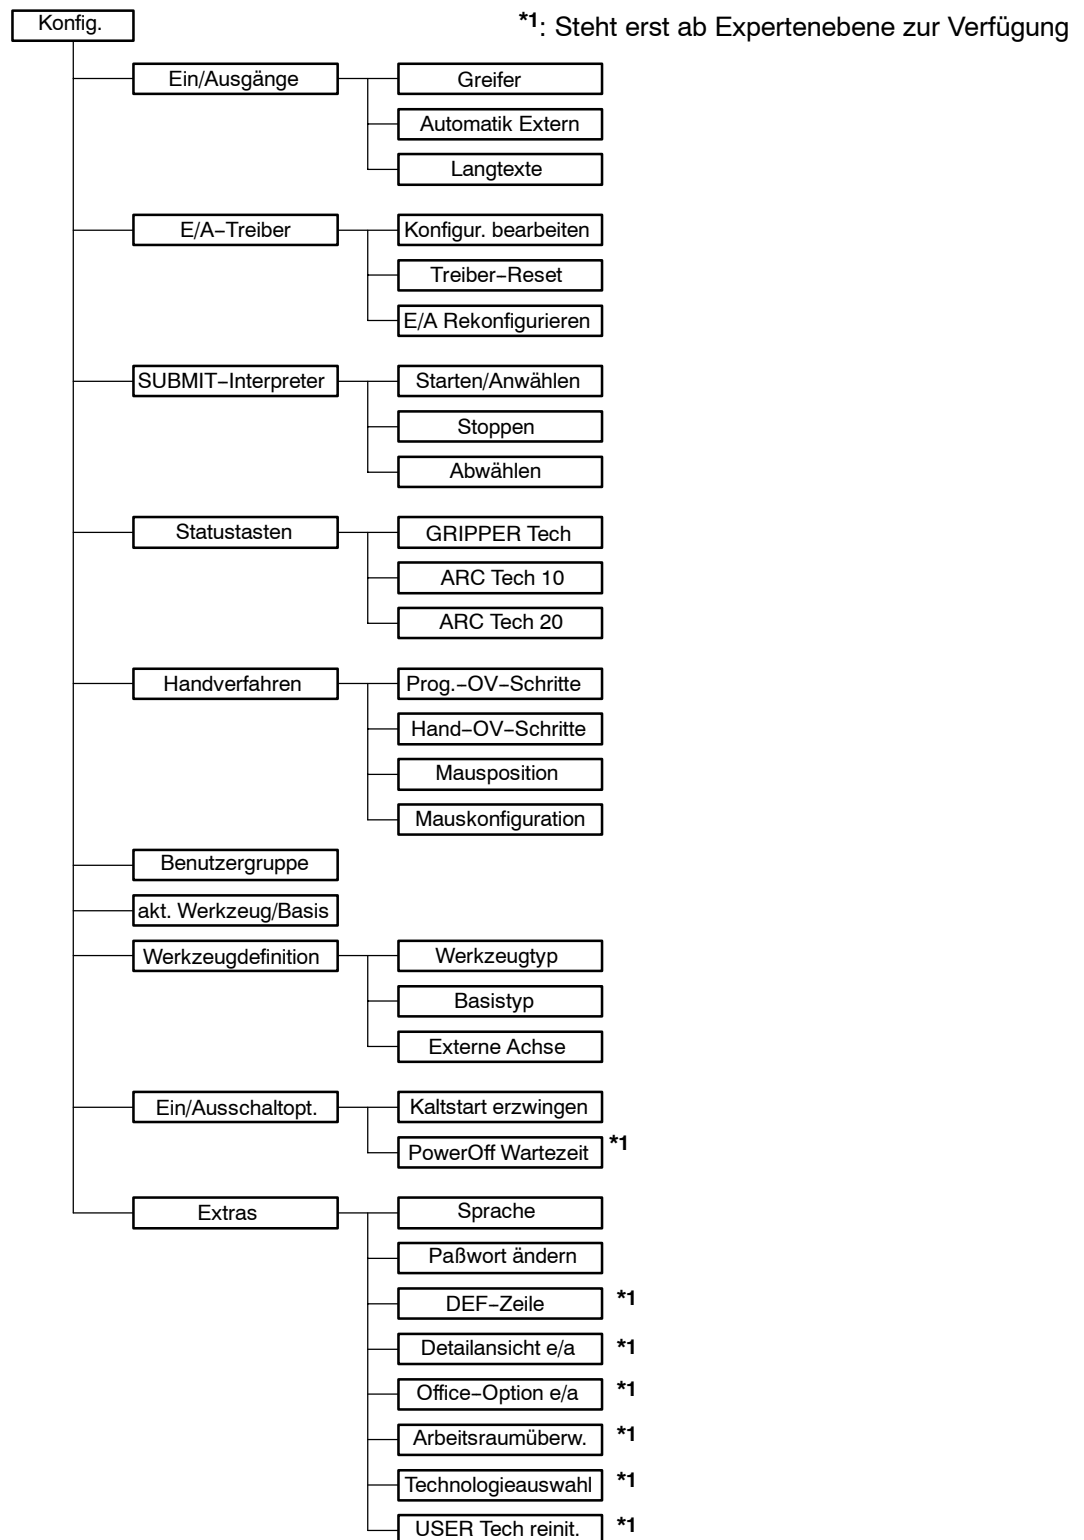 Konfig.
*1: Steht erst ab Expertenebene zur Verfügung
Ein/Ausgänge
Greifer
Automatik Extern
Langtexte
E/A–Treiber
Konfigur. bearbeiten
Treiber–Reset
E/A Rekonfigurieren
SUBMIT–Interpreter
Starten/Anwählen
Stoppen
Abwählen
Statustasten
GRIPPER Tech
ARC Tech 10
ARC Tech 20
Handverfahren
Prog.–OV–Schritte
Hand–OV–Schritte
Mausposition
Mauskonfiguration
Benutzergruppe
akt. Werkzeug/Basis
Werkzeugdefinition
Werkzeugtyp
Basistyp
Externe Achse
Ein/Ausschaltopt.
Kaltstart erzwingen
PowerOff Wartezeit *1
Extras
Sprache
Paßwort ändern
DEF–Zeile *1
Detailansicht e/a *1
Office–Option e/a *1
Arbeitsraumüberw. *1
Technologieauswahl *1
USER Tech reinit. *1